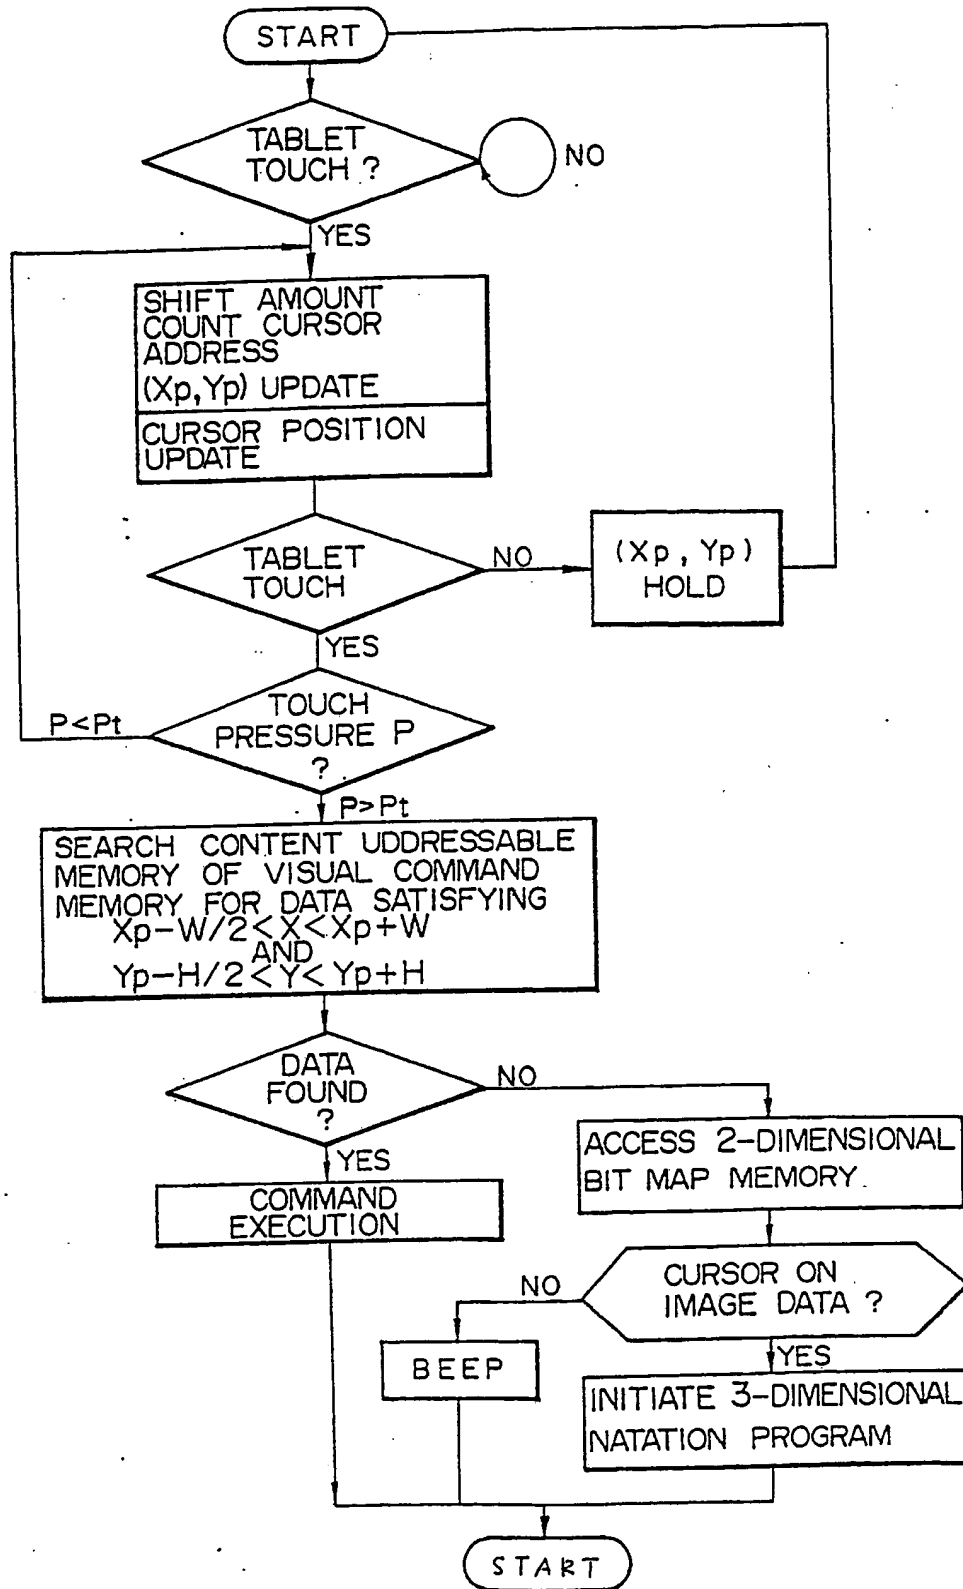 START
TABLET
TOUCH ?
NO
YES
SHIFT AMOUNT
COUNT CURSOR
ADDRESS
(Xp,Yp) UPDATE
CURSOR POSITION
UPDATE
TABLET
TOUCH
NO
(Xp, Yp)
HOLD
YES
TOUCH
PRESSURE P
?
P<Pt
P>Pt
SEARCH CONTENT UDDRESSABLE
MEMORY OF VISUAL COMMAND
MEMORY FOR DATA SATISFYING
Xp-W/2<X<Xp+W
AND
Yp-H/2<Y<Yp+H
DATA
FOUND
?
NO
YES
COMMAND
EXECUTION
ACCESS 2-DIMENSIONAL
BIT MAP MEMORY.
CURSOR ON
IMAGE DATA ?
NO
YES
BEEP
INITIATE 3-DIMENSIONAL
NATATION PROGRAM
START